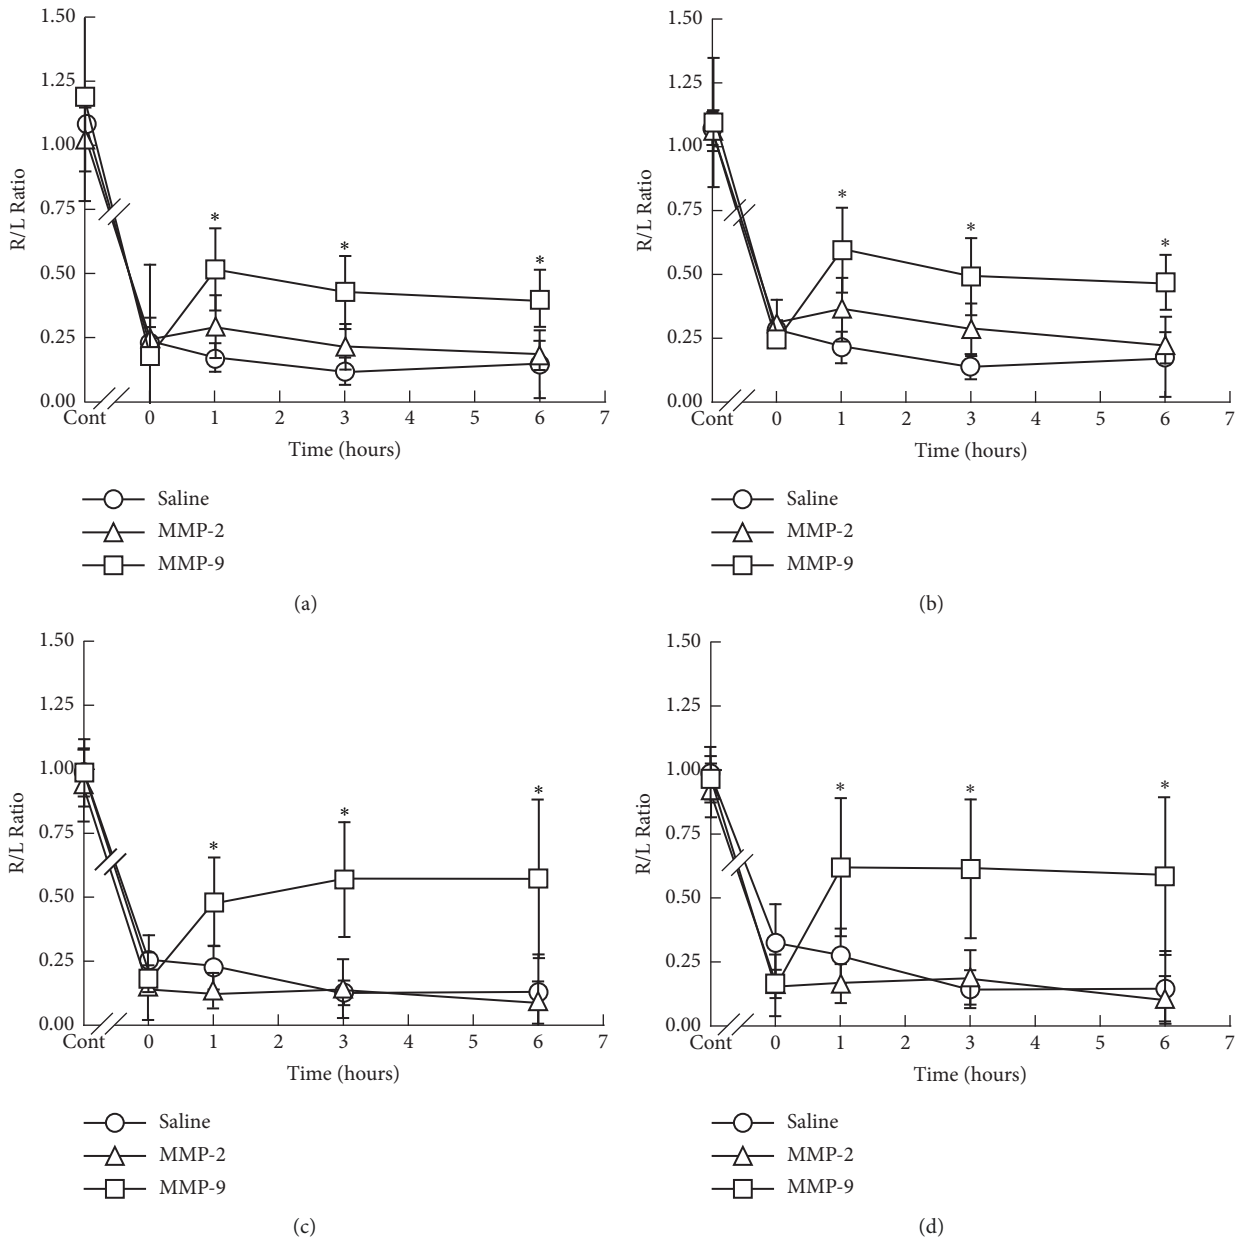 1.50
1.25
1.00
0.75
0.50
0.25
0.00
R/L Ratio
*
*
*
Cont
0 1 2 3 4 5 6 7
Time (hours)
Saline
MMP-2
MMP-9
(a)
1.50
1.25
1.00
0.75
0.50
0.25
0.00
R/L Ratio
*
*
*
Cont
0 1 2 3 4 5 6 7
Time (hours)
Saline
MMP-2
MMP-9
(b)
1.50
1.25
1.00
0.75
0.50
0.25
0.00
R/L Ratio
*
*
*
Cont
0 1 2 3 4 5 6 7
Time (hours)
Saline
MMP-2
MMP-9
(c)
1.50
1.25
1.00
0.75
0.50
0.25
0.00
R/L Ratio
*
*
*
Cont
0 1 2 3 4 5 6 7
Time (hours)
Saline
MMP-2
MMP-9
(d)